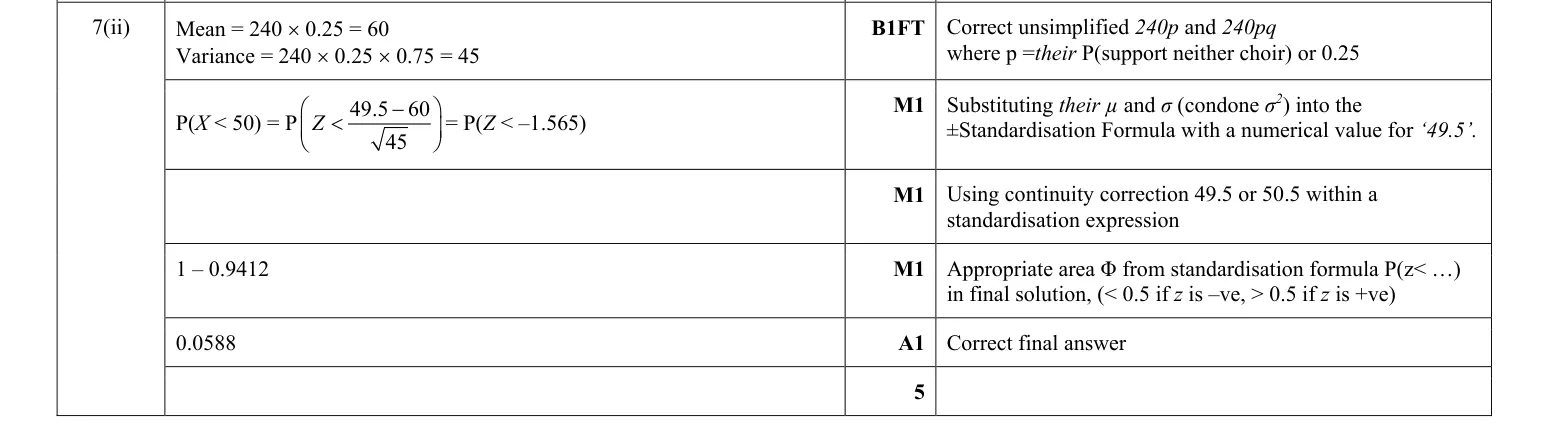 7(ii)
Mean = 240 × 0.25 = 60
Variance = 240 × 0.25 × 0.75 = 45
B1FT
Correct unsimplified 240p and 240pq
where p =their P(support neither choir) or 0.25
P(X < 50) = P(Z < (49.5 – 60)/√45) = P(Z < –1.565)
M1
Substituting their μ and σ (condone σ²) into the
±Standardisation Formula with a numerical value for ‘49.5’.
M1
Using continuity correction 49.5 or 50.5 within a
standardisation expression
1 – 0.9412
M1
Appropriate area Φ from standardisation formula P(z< …)
in final solution, (< 0.5 if z is –ve, > 0.5 if z is +ve)
0.0588
A1
Correct final answer
5